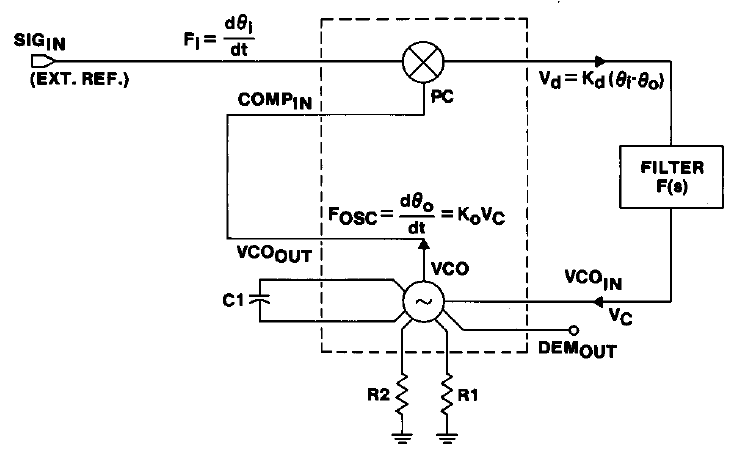 SIG_IN
(EXT. REF.)
F_I = dθ_i/dt
COMP_IN
PC
V_d = K_d (θ_i-θ_o)
FILTER
F(s)
F_OSC = dθ_o/dt = K_o V_C
VCO_OUT
VCO
VCO_IN
V_C
C1
~
DEM_OUT
R2
R1